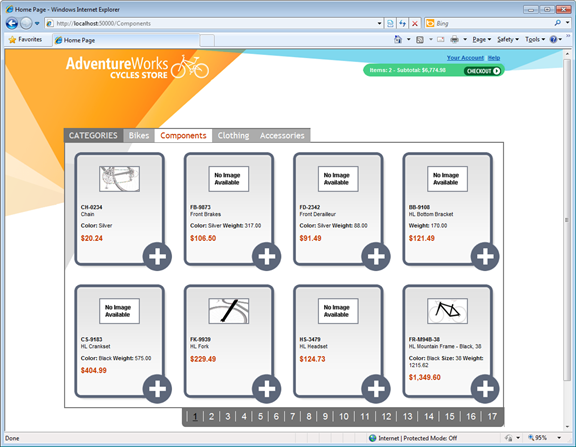 Home Page - Windows Internet Explorer
http://localhost:50000/Components
Bing
Favorites
Home Page
Page Safety Tools
AdventureWorks
CYCLES STORE
Your Account Help
Items: 2 - Subtotal: $6,774.98 CHECKOUT
CATEGORIES Bikes Components Clothing Accessories
No Image
Available
No Image
Available
No Image
Available
CH-0234
Chain
Color: Silver
$20.24
FB-9873
Front Brakes
Color: Silver Weight: 317.00
$106.50
FD-2342
Front Derailleur
Color: Silver Weight: 88.00
$91.49
BB-9108
HL Bottom Bracket
Weight: 170.00
$121.49
No Image
Available
No Image
Available
CS-9183
HL Crankset
Color: Black Weight: 575.00
$404.99
FK-9939
HL Fork
$229.49
HS-3479
HL Headset
$124.73
FR-M94B-38
HL Mountain Frame - Black, 38
Color: Black Size: 38 Weight:
1215.62
$1,349.60
1 2 3 4 5 6 7 8 9 10 11 12 13 14 15 16 17
Done
Internet | Protected Mode: Off
95%